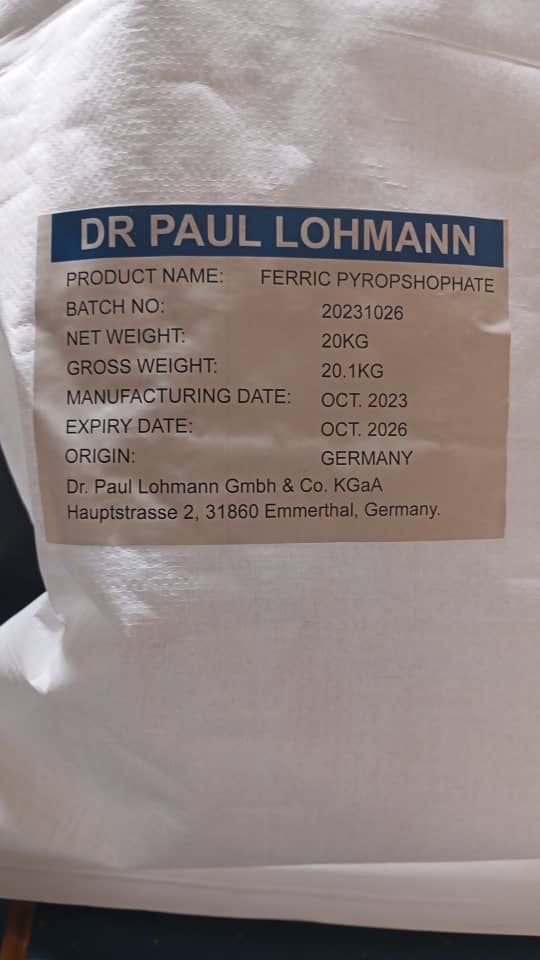 DR PAUL LOHMANN
PRODUCT NAME: FERRIC PYROPSHOPHATE
BATCH NO: 20231026
NET WEIGHT: 20KG
GROSS WEIGHT: 20.1KG
MANUFACTURING DATE: OCT. 2023
EXPIRY DATE: OCT. 2026
ORIGIN: GERMANY
Dr. Paul Lohmann Gmbh & Co. KGaA
Hauptstrasse 2, 31860 Emmerthal, Germany.